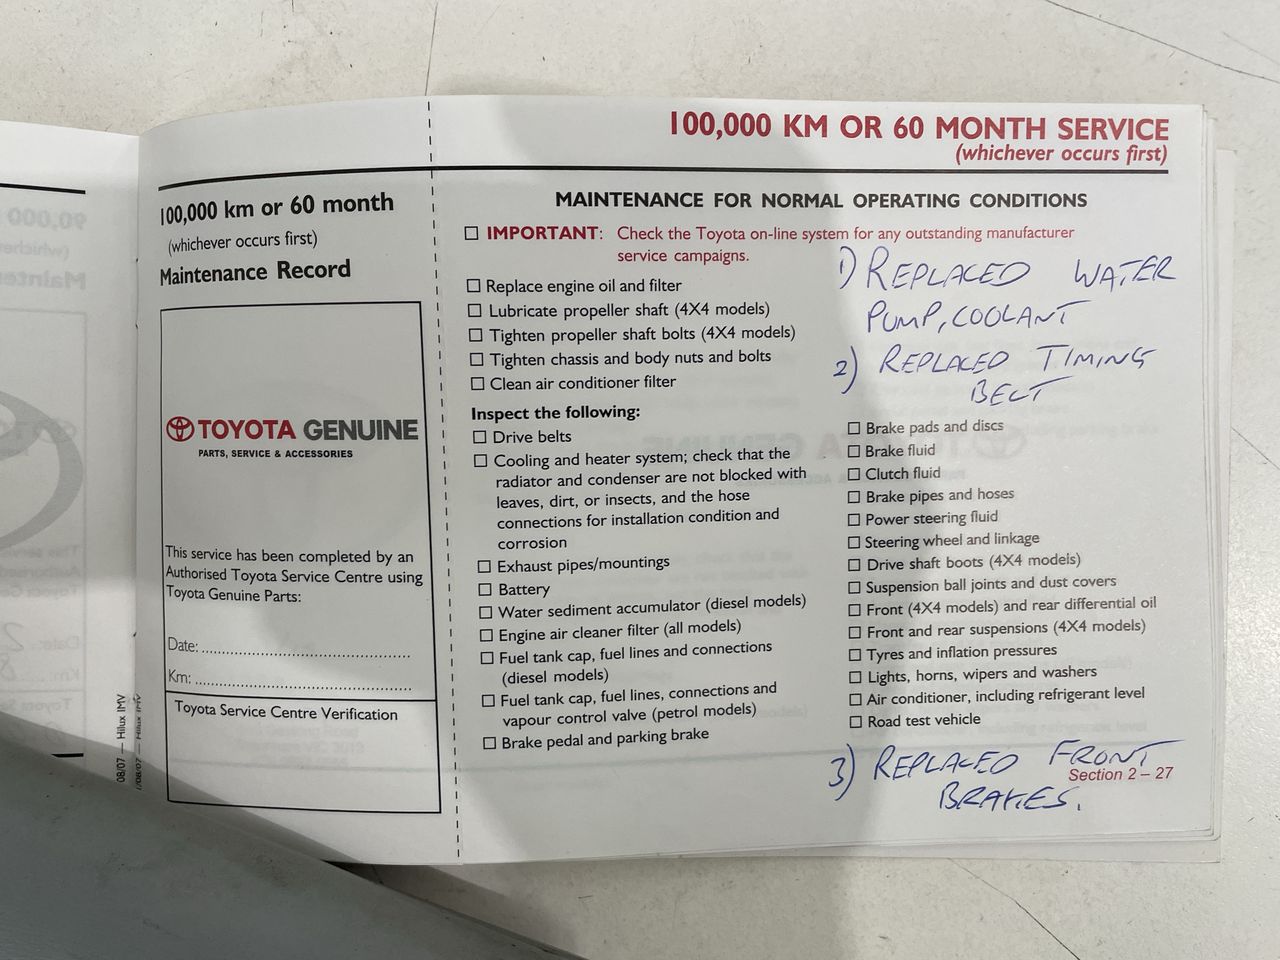 100,000 km or 60 month
(whichever occurs first)
Maintenance Record
TOYOTA GENUINE
PARTS, SERVICE & ACCESSORIES
This service has been completed by an
Authorised Toyota Service Centre using
Toyota Genuine Parts:
Date:
Km:
Toyota Service Centre Verification
08/07 — Hilux IMV
100,000 KM OR 60 MONTH SERVICE
(whichever occurs first)
MAINTENANCE FOR NORMAL OPERATING CONDITIONS
IMPORTANT: Check the Toyota on-line system for any outstanding manufacturer
service campaigns.
Replace engine oil and filter
Lubricate propeller shaft (4X4 models)
Tighten propeller shaft bolts (4X4 models)
Tighten chassis and body nuts and bolts
Clean air conditioner filter
1) REPLACED WATER
PUMP, COOLANT
2) REPLACED TIMING
BELT
Inspect the following:
Drive belts
Cooling and heater system; check that the
radiator and condenser are not blocked with
leaves, dirt, or insects, and the hose
connections for installation condition and
corrosion
Exhaust pipes/mountings
Battery
Water sediment accumulator (diesel models)
Engine air cleaner filter (all models)
Fuel tank cap, fuel lines and connections
(diesel models)
Fuel tank cap, fuel lines, connections and
vapour control valve (petrol models)
Brake pedal and parking brake
Brake pads and discs
Brake fluid
Clutch fluid
Brake pipes and hoses
Power steering fluid
Steering wheel and linkage
Drive shaft boots (4X4 models)
Suspension ball joints and dust covers
Front (4X4 models) and rear differential oil
Front and rear suspensions (4X4 models)
Tyres and inflation pressures
Lights, horns, wipers and washers
Air conditioner, including refrigerant level
Road test vehicle
3) REPLACED FRONT
BRAKES.
Section 2 – 27